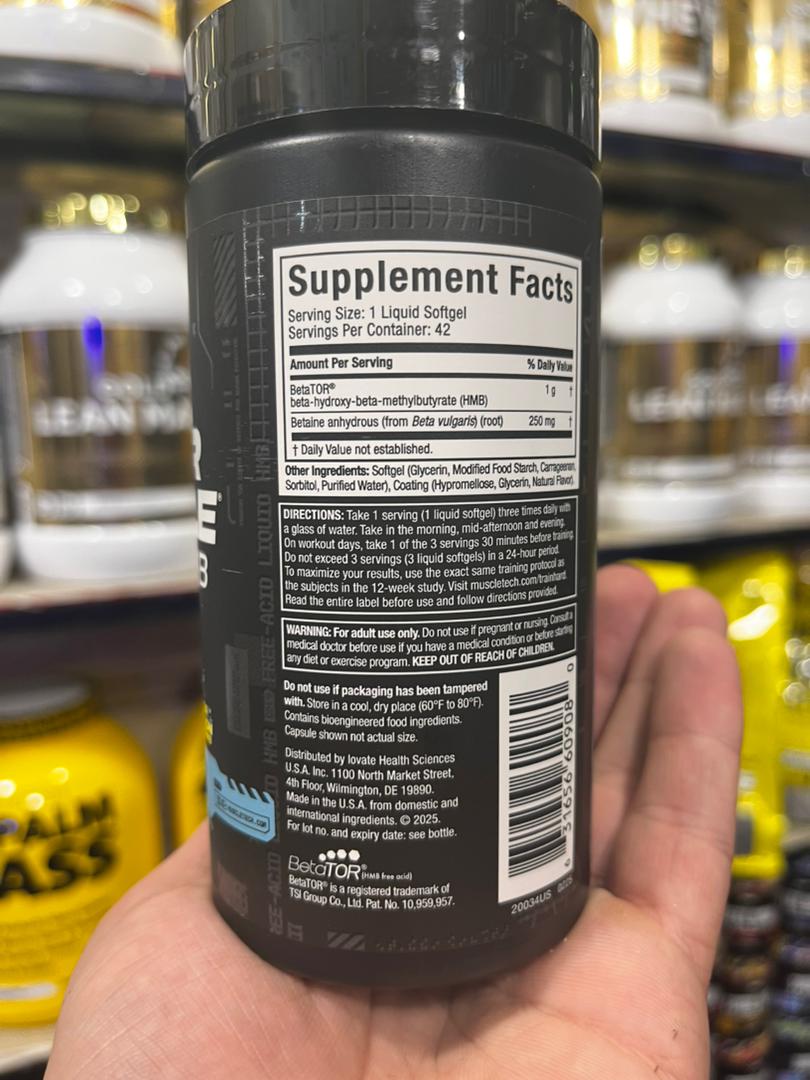 Supplement Facts
Serving Size: 1 Liquid Softgel
Servings Per Container: 42
Amount Per Serving % Daily Value
BetaTOR® 1 g †
beta-hydroxy-beta-methylbutyrate (HMB)
Betaine anhydrous (from Beta vulgaris) (root) 250 mg †
† Daily Value not established.
Other Ingredients: Softgel (Glycerin, Modified Food Starch, Carrageenan,
Sorbitol, Purified Water), Coating (Hypromellose, Glycerin, Natural Flavor).
DIRECTIONS: Take 1 serving (1 liquid softgel) three times daily with
a glass of water. Take in the morning, mid-afternoon and evening.
On workout days, take 1 of the 3 servings 30 minutes before training.
Do not exceed 3 servings (3 liquid softgels) in a 24-hour period.
To maximize your results, use the exact same training protocol as
the subjects in the 12-week study. Visit muscletech.com/trainhard.
Read the entire label before use and follow directions provided.
WARNING: For adult use only. Do not use if pregnant or nursing. Consult a
medical doctor before use if you have a medical condition or before starting
any diet or exercise program. KEEP OUT OF REACH OF CHILDREN.
Do not use if packaging has been tampered
with. Store in a cool, dry place (60°F to 80°F).
Contains bioengineered food ingredients.
Capsule shown not actual size.
Distributed by Iovate Health Sciences
U.S.A. Inc. 1100 North Market Street,
4th Floor, Wilmington, DE 19890.
Made in the U.S.A. from domestic and
international ingredients. © 2025.
For lot no. and expiry date: see bottle.
BetaTOR® (HMB free acid)
BetaTOR® is a registered trademark of
TSI Group Co., Ltd. Pat. No. 10,959,957.
6 31656 60908 0
20034US 0225
FREE-ACID LIQUID HMB
LEAN
ASS